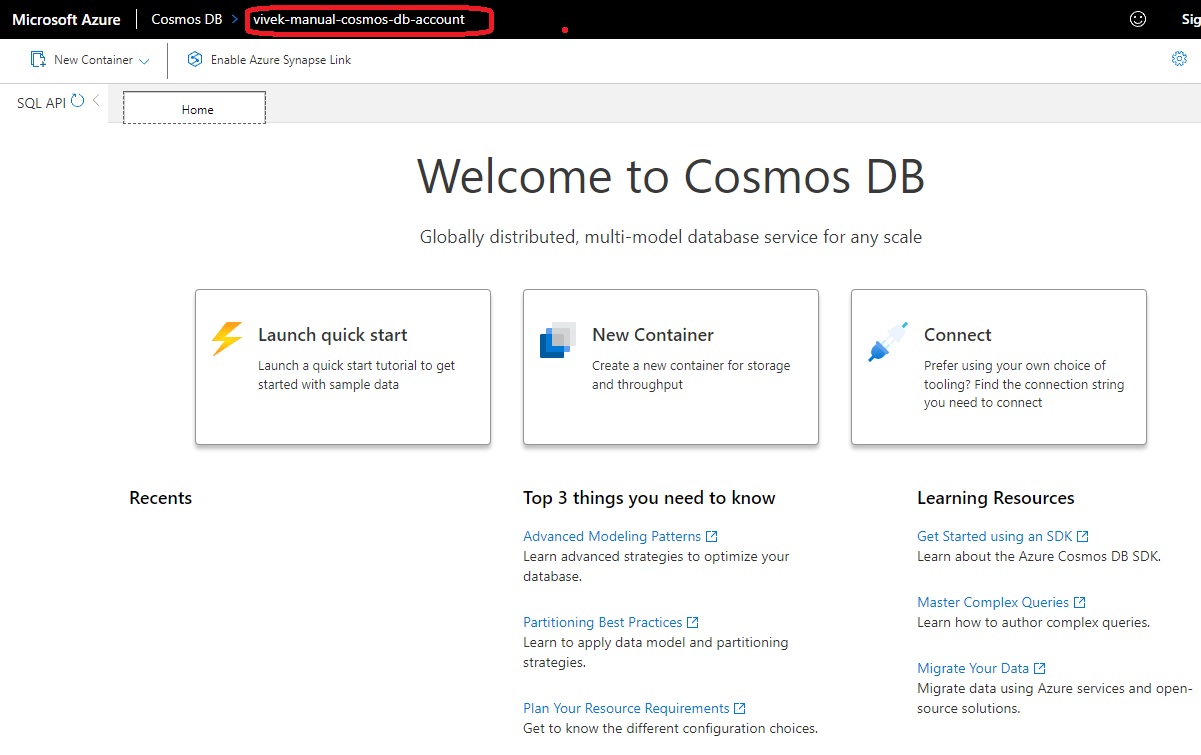 Microsoft Azure Cosmos DB > vivek-manual-cosmos-db-account
New Container Enable Azure Synapse Link
SQL API
Home
Welcome to Cosmos DB
Globally distributed, multi-model database service for any scale
Launch quick start
Launch a quick start tutorial to get
started with sample data
New Container
Create a new container for storage
and throughput
Connect
Prefer using your own choice of
tooling? Find the connection string
you need to connect
Recents
Top 3 things you need to know
Advanced Modeling Patterns
Learn advanced strategies to optimize your
database.
Partitioning Best Practices
Learn to apply data model and partitioning
strategies.
Plan Your Resource Requirements
Get to know the different configuration choices.
Learning Resources
Get Started using an SDK
Learn about the Azure Cosmos DB SDK.
Master Complex Queries
Learn how to author complex queries.
Migrate Your Data
Migrate data using Azure services and open-
source solutions.